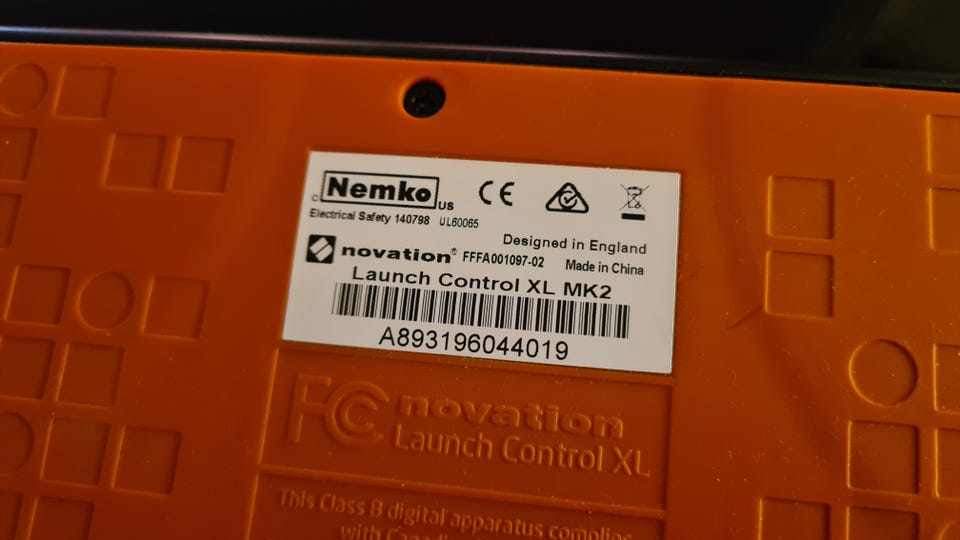 c Nemko US CE
Electrical Safety 140798 UL60065
Designed in England
novation® FFFA001097-02 Made in China
Launch Control XL MK2
A893196044019
FC novation
Launch Control XL
This Class B digital apparatus complies
with